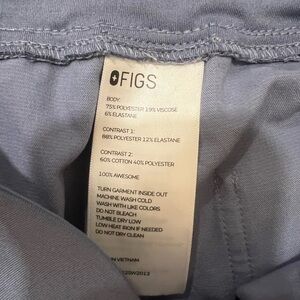 FIGS
BODY:
75% POLYESTER 19% VISCOSE
6% ELASTANE
CONTRAST 1:
88% POLYESTER 12% ELASTANE
CONTRAST 2:
60% COTTON 40% POLYESTER
100% AWESOME
TURN GARMENT INSIDE OUT
MACHINE WASH COLD
WASH WITH LIKE COLORS
DO NOT BLEACH
TUMBLE DRY LOW
LOW HEAT IRON IF NEEDED
DO NOT DRY CLEAN
IN VIETNAM